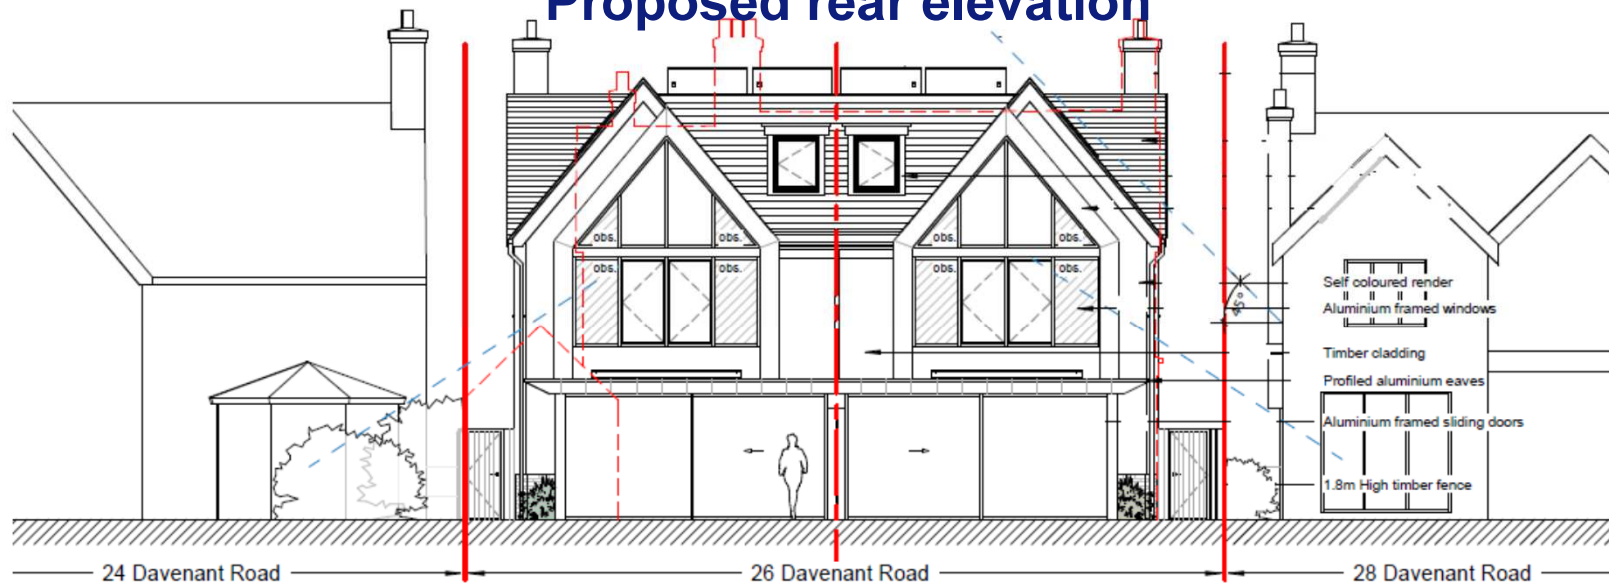 Proposed rear elevation
obs.
obs.
obs.
obs.
obs.
obs.
obs.
obs.
45°
Self coloured render
Aluminium framed windows
Timber cladding
Profiled aluminium eaves
Aluminium framed sliding doors
1.8m High timber fence
24 Davenant Road
26 Davenant Road
28 Davenant Road